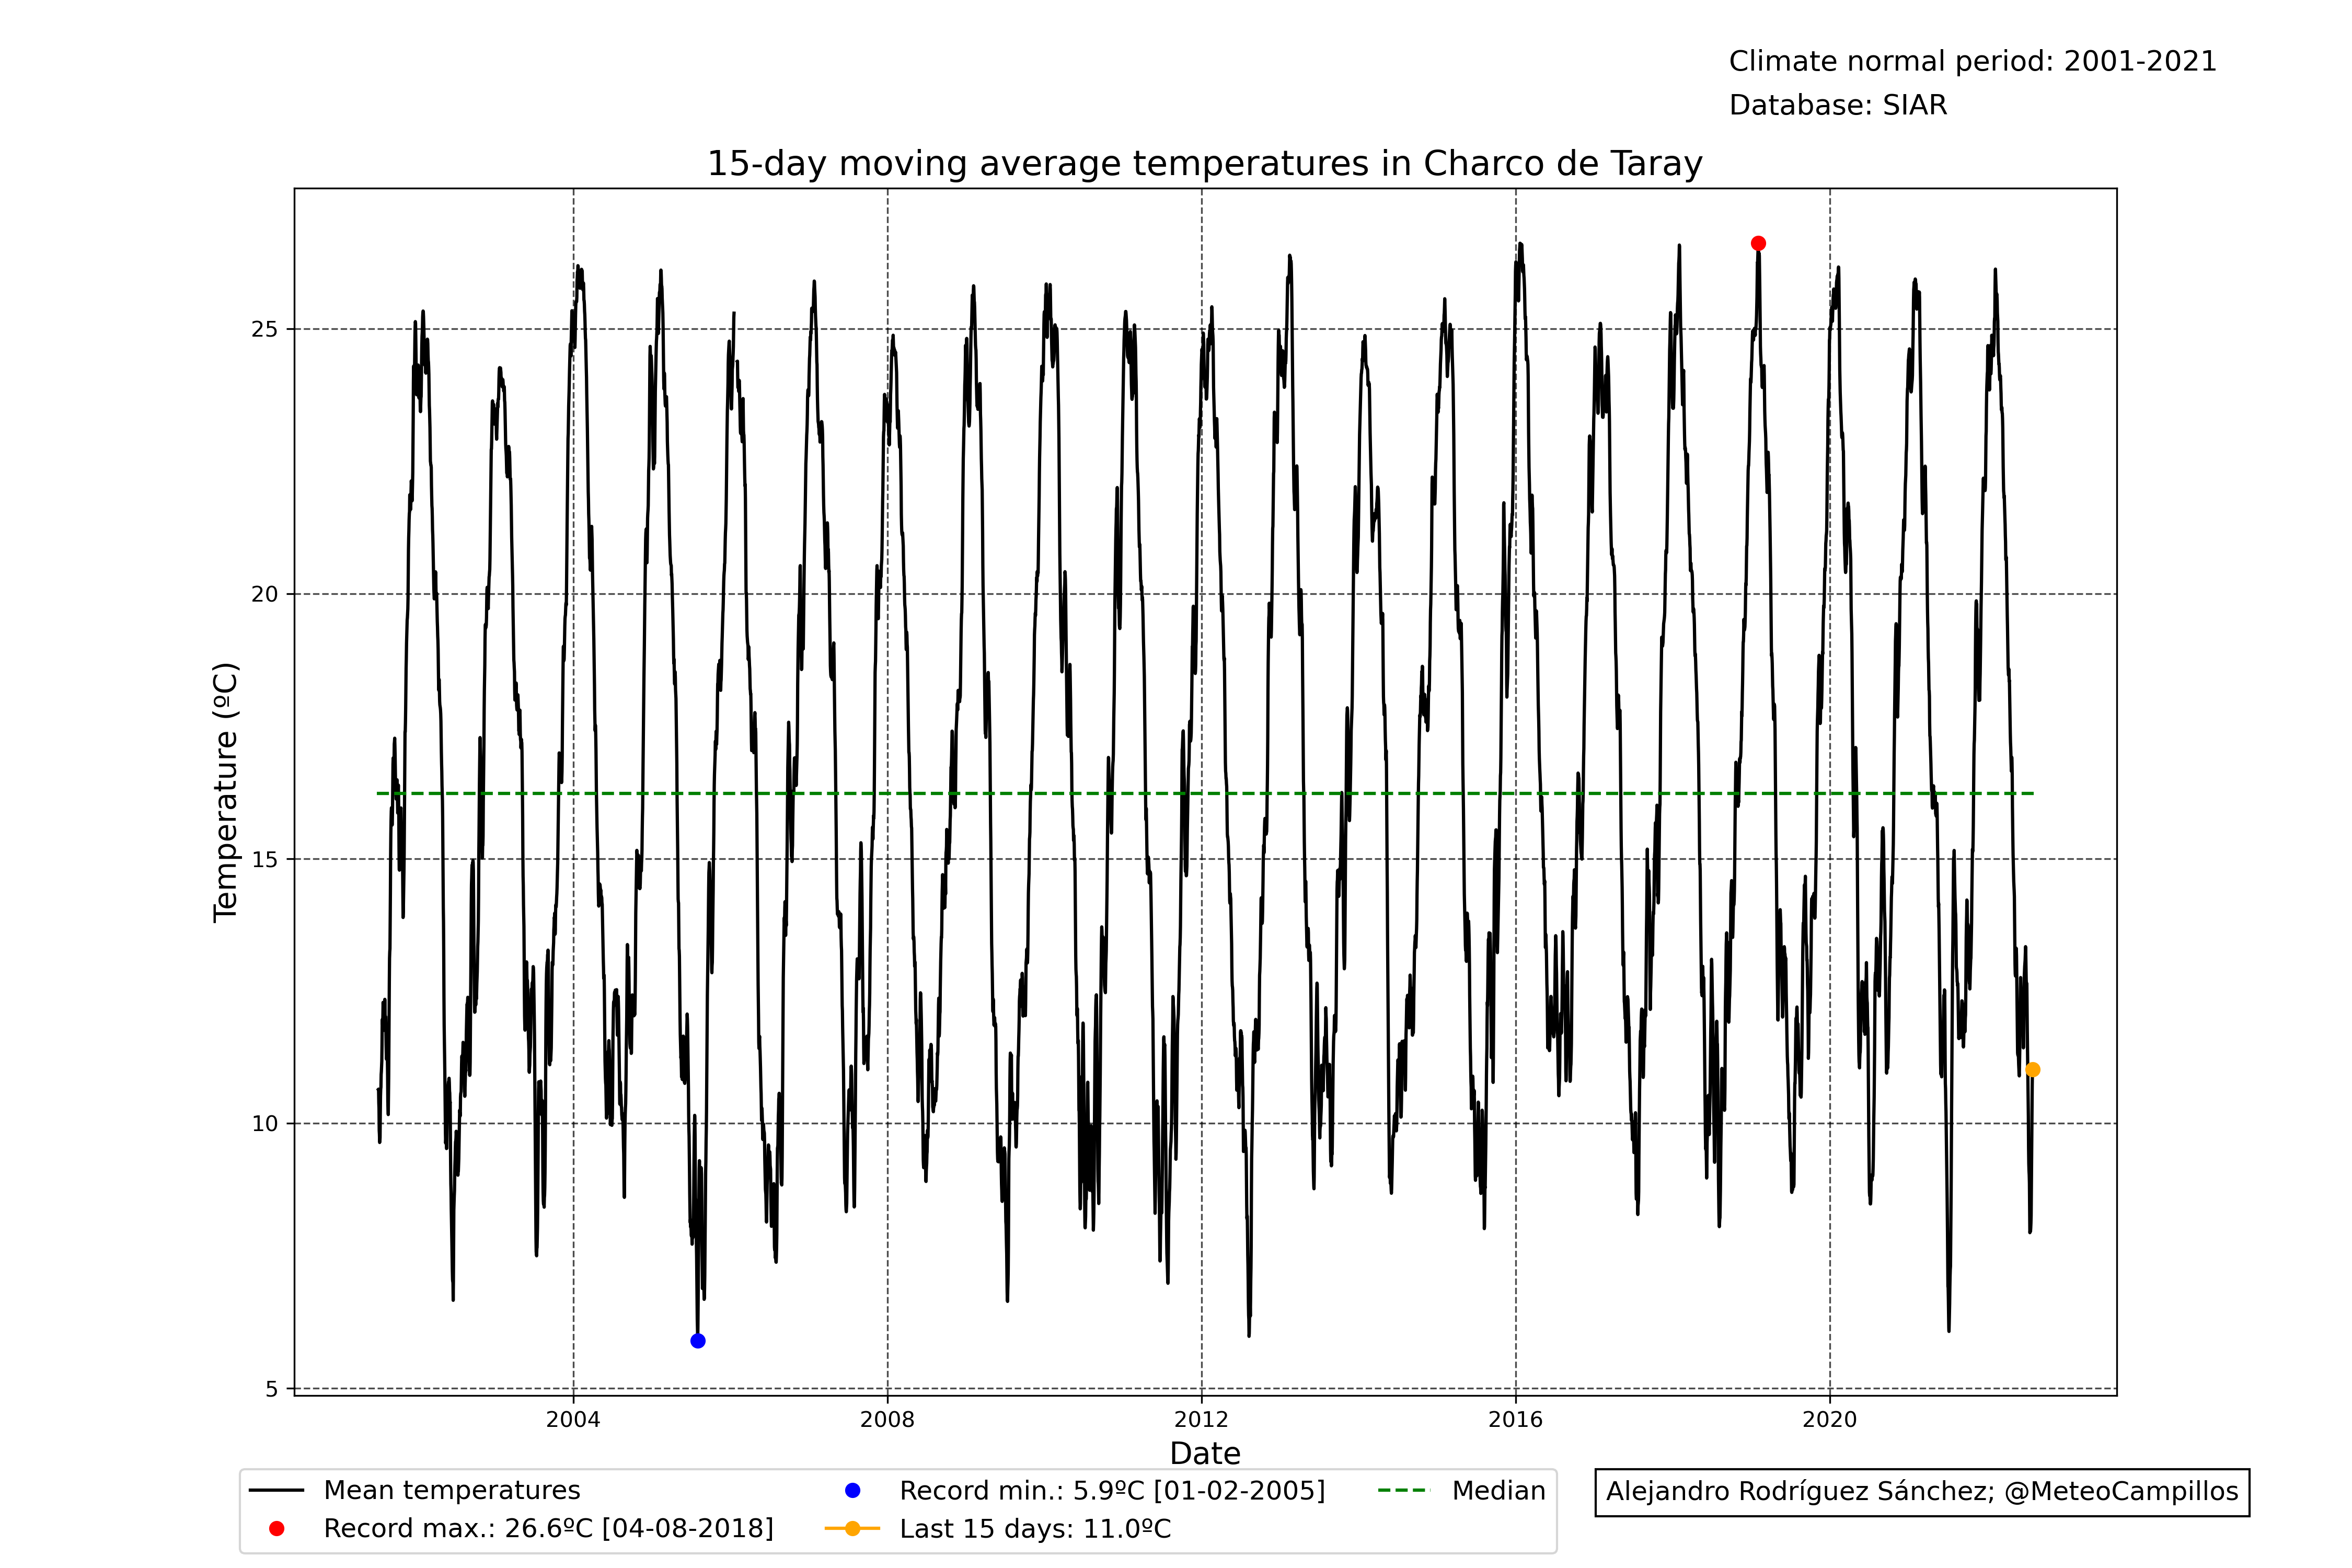 Climate normal period: 2001-2021
Database: SIAR
15-day moving average temperatures in Charco de Taray
Temperature (ºC)
25
20
15
10
5
2004
2008
2012
2016
2020
Date
Mean temperatures
Record max.: 26.6ºC [04-08-2018]
Record min.: 5.9ºC [01-02-2005]
Last 15 days: 11.0ºC
Median
Alejandro Rodríguez Sánchez; @MeteoCampillos